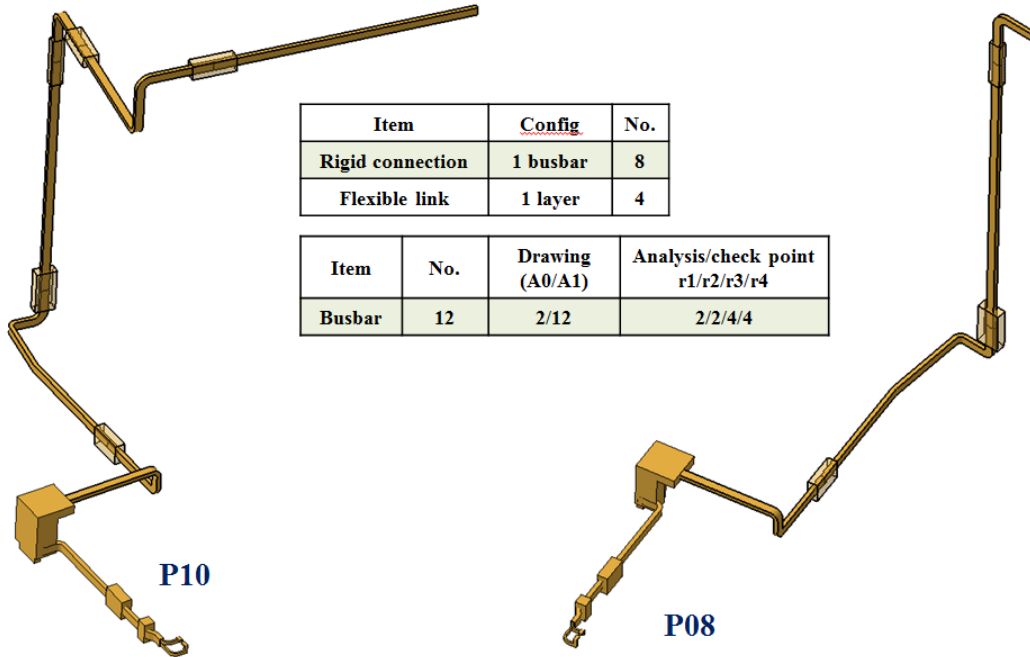 Item Config No.
Rigid connection 1 busbar 8
Flexible link 1 layer 4
Item No. Drawing (A0/A1) Analysis/check point r1/r2/r3/r4
Busbar 12 2/12 2/2/4/4
P10
P08